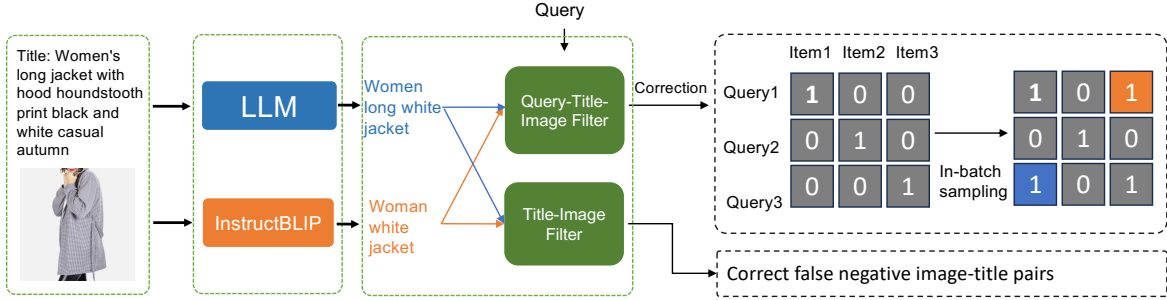 Query
Title: Women's
long jacket with
hood houndstooth
print black and
white casual
autumn
LLM
InstructBLIP
Women
long white
jacket
Woman
white
jacket
Query-Title-
Image Filter
Title-Image
Filter
Correction
Item1 Item2 Item3
Query1
1 0 0
Query2
0 1 0
Query3
0 0 1
In-batch
sampling
1 0 1
0 1 0
1 0 1
Correct false negative image-title pairs